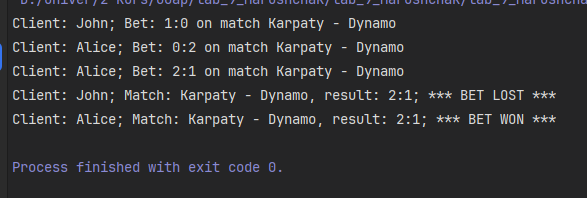 Client: John; Bet: 1:0 on match Karpaty - Dynamo
Client: Alice; Bet: 0:2 on match Karpaty - Dynamo
Client: Alice; Bet: 2:1 on match Karpaty - Dynamo
Client: John; Match: Karpaty - Dynamo, result: 2:1; *** BET LOST ***
Client: Alice; Match: Karpaty - Dynamo, result: 2:1; *** BET WON ***
Process finished with exit code 0.